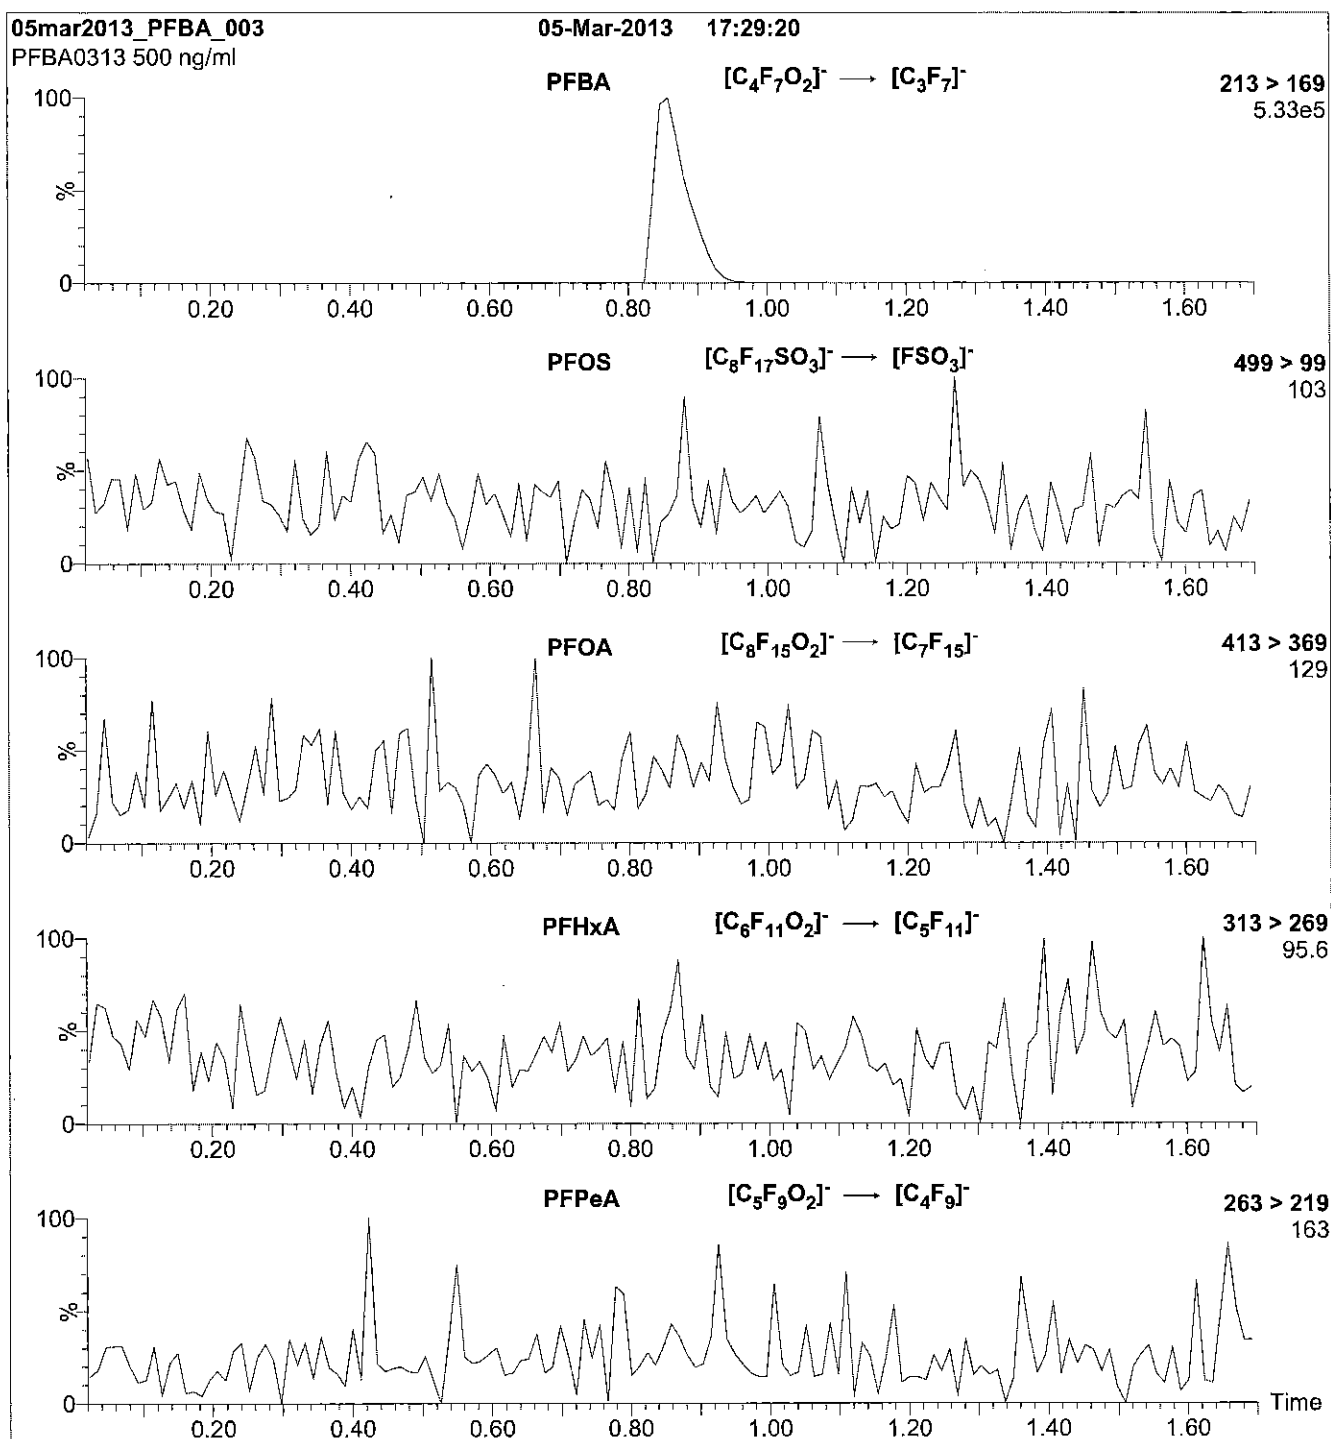 05mar2013_PFBA_003 05-Mar-2013 17:29:20
PFBA0313 500 ng/ml
PFBA [C₄F₇O₂]⁻ → [C₃F₇]⁻ 213 > 169
5.33e5
100
%
0
0.20 0.40 0.60 0.80 1.00 1.20 1.40 1.60
PFOS [C₈F₁₇SO₃]⁻ → [FSO₃]⁻ 499 > 99
103
100
%
0
0.20 0.40 0.60 0.80 1.00 1.20 1.40 1.60
PFOA [C₈F₁₅O₂]⁻ → [C₇F₁₅]⁻ 413 > 369
129
100
%
0
0.20 0.40 0.60 0.80 1.00 1.20 1.40 1.60
PFHxA [C₆F₁₁O₂]⁻ → [C₅F₁₁]⁻ 313 > 269
95.6
100
%
0
0.20 0.40 0.60 0.80 1.00 1.20 1.40 1.60
PFPeA [C₅F₉O₂]⁻ → [C₄F₉]⁻ 263 > 219
163
100
%
0 Time
0.20 0.40 0.60 0.80 1.00 1.20 1.40 1.60